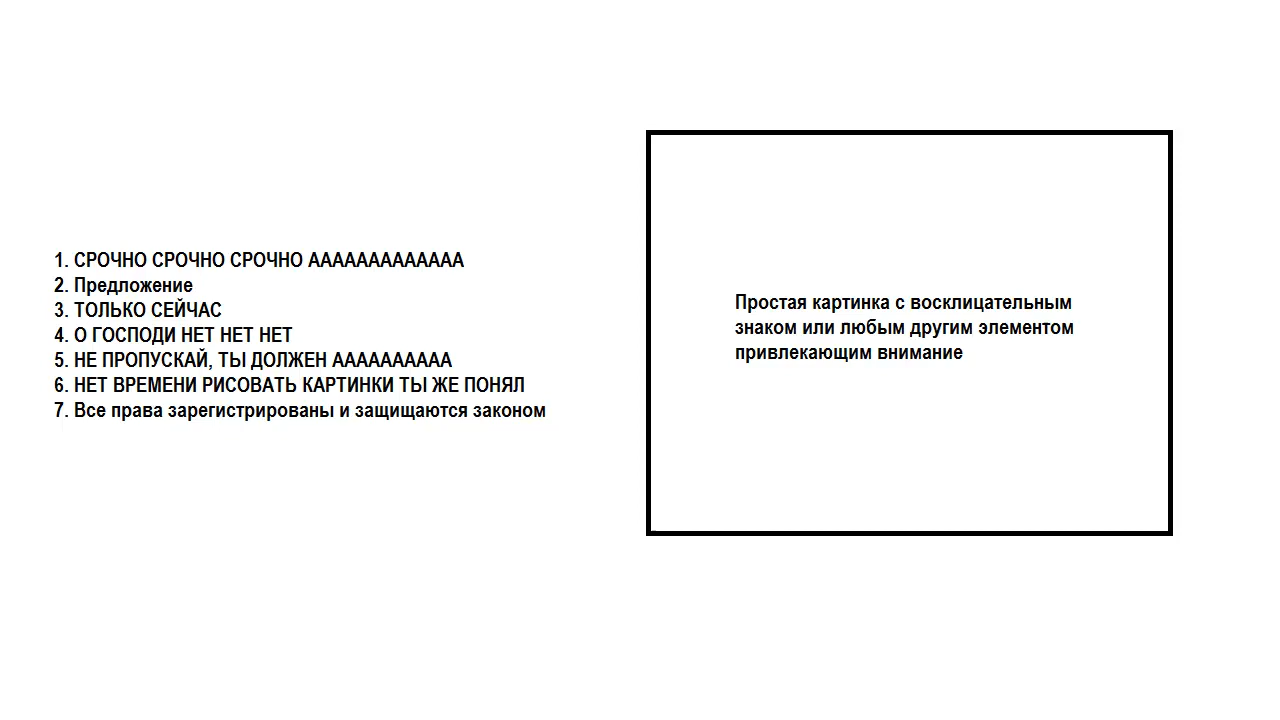 1. СРОЧНО СРОЧНО СРОЧНО ААААААААААААА
2. Предложение
3. ТОЛЬКО СЕЙЧАС
4. О ГОСПОДИ НЕТ НЕТ НЕТ
5. НЕ ПРОПУСКАЙ, ТЫ ДОЛЖЕН АААААААААА
6. НЕТ ВРЕМЕНИ РИСОВАТЬ КАРТИНКИ ТЫ ЖЕ ПОНЯЛ
7. Все права зарегистрированы и защищаются законом
Простая картинка с восклицательным
знаком или любым другим элементом
привлекающим внимание